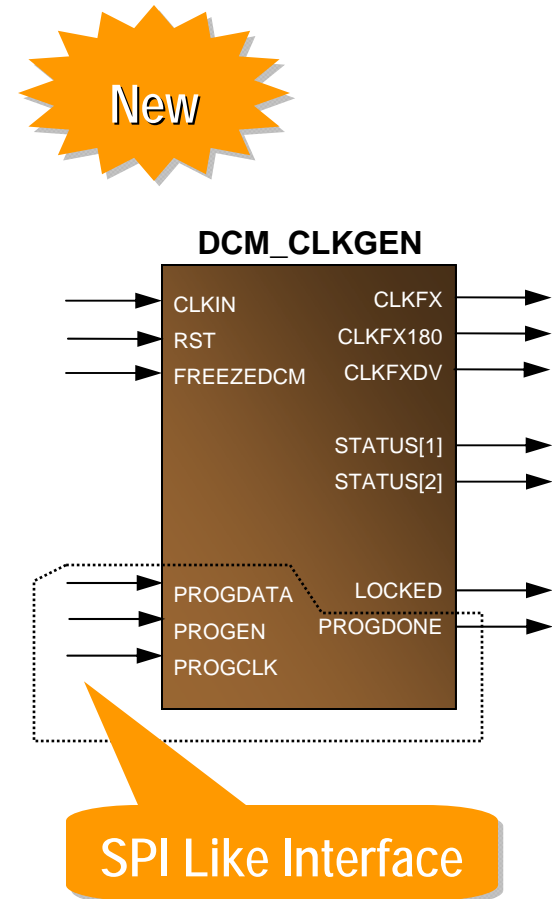 New
DCM_CLKGEN
CLKIN
RST
FREEZEDCM
CLKFX
CLKFX180
CLKFXDV
STATUS[1]
STATUS[2]
PROGDATA
PROGEN
PROGCLK
LOCKED
PROGDONE
SPI Like Interface